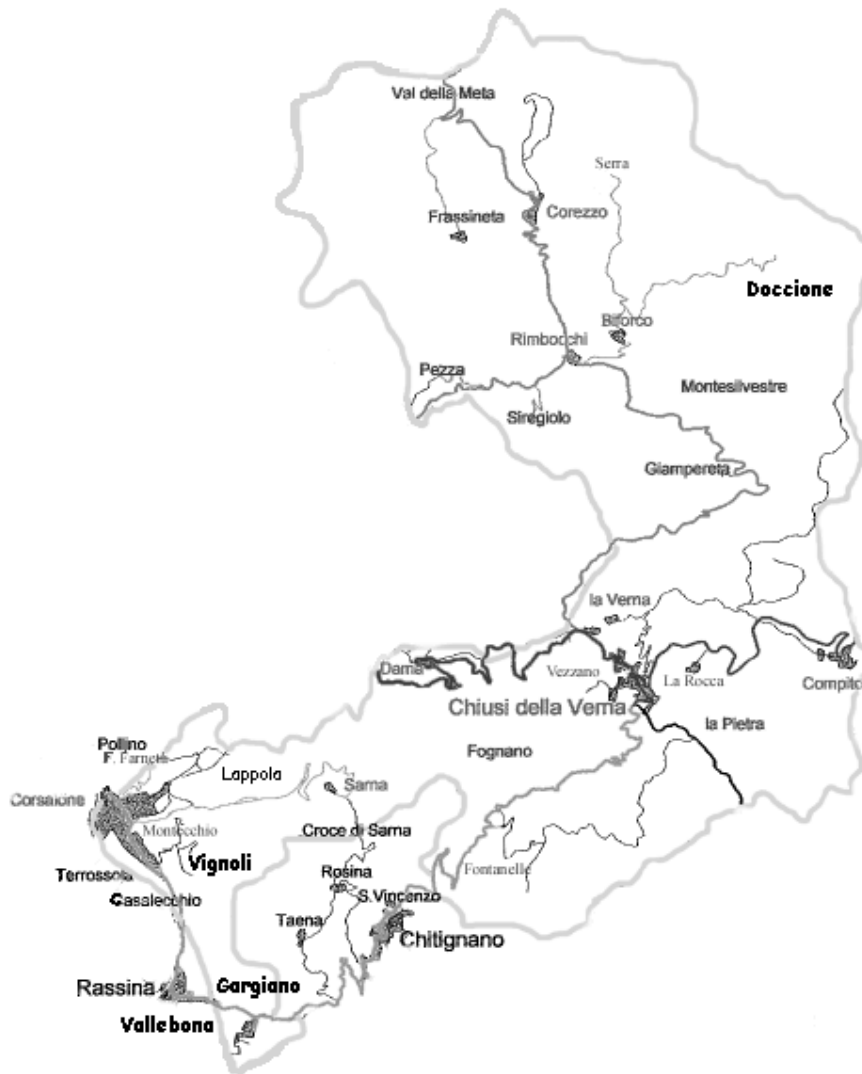 Val della Meta
Serra
Frassineta
Corezzo
Doccione
Biforco
Rimbocchi
Pezza
Montesilvestre
Siregiolo
Giampereta
la Verna
Dama
Vezzano
La Rocca
Compito
Chiusi della Verna
la Pietra
Pollino
Fognano
F. Farneta
Lappola
Corsalone
Sarna
Montecchio
Croce di Sarna
Vignoli
Terrossola
Rosina
Fontanelle
Casalecchio
S.Vincenzo
Taena
Chitignano
Rassina
Gargiano
Vallebona